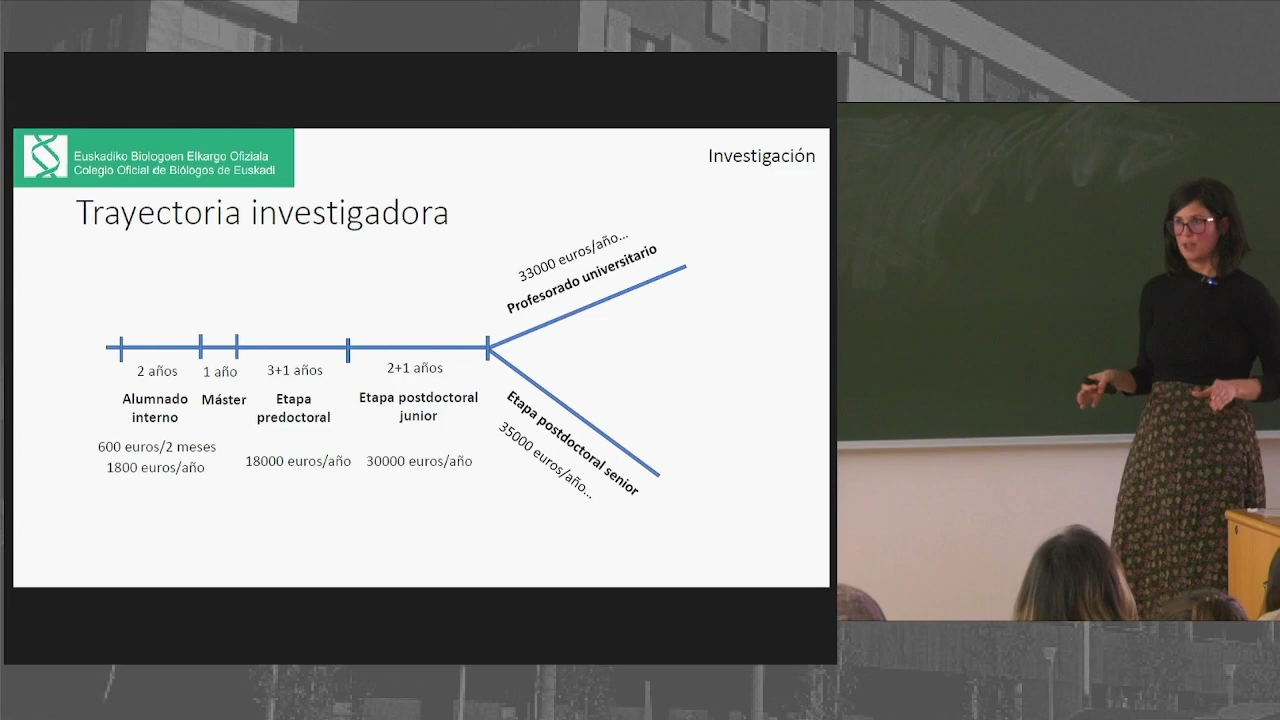 Euskadiko Biologoen Elkargo Ofiziala
Colegio Oficial de Biólogos de Euskadi
Investigación
Trayectoria investigadora
33000 euros/año...
Profesorado universitario
2 años
1 año
3+1 años
2+1 años
Alumnado
interno
Máster
Etapa
predoctoral
Etapa postdoctoral
junior
600 euros/2 meses
1800 euros/año
18000 euros/año
30000 euros/año
Etapa postdoctoral senior
35000 euros/año...